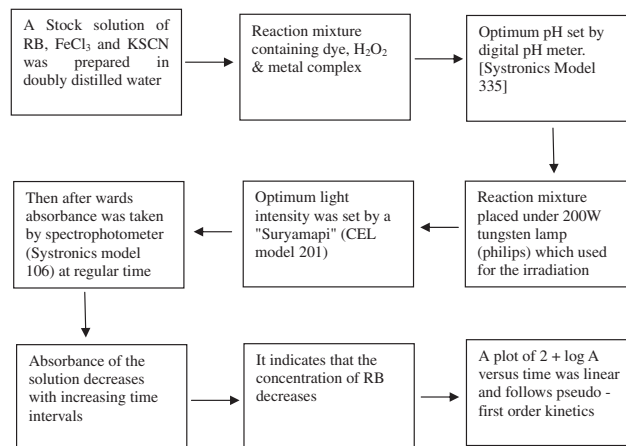 A Stock solution of
RB, FeCl₃ and KSCN
was prepared in
doubly distilled water
Reaction mixture
containing dye, H₂O₂
& metal complex
Optimum pH set by
digital pH meter.
[Systronics Model
335]
Then after wards
absorbance was taken
by spectrophotometer
(Systronics model
106) at regular time
Optimum light
intensity was set by a
"Suryamapi" (CEL
model 201)
Reaction mixture
placed under 200W
tungsten lamp
(philips) which used
for the irradiation
Absorbance of the
solution decreases
with increasing time
intervals
It indicates that the
concentration of RB
decreases
A plot of 2 + log A
versus time was linear
and follows pseudo -
first order kinetics